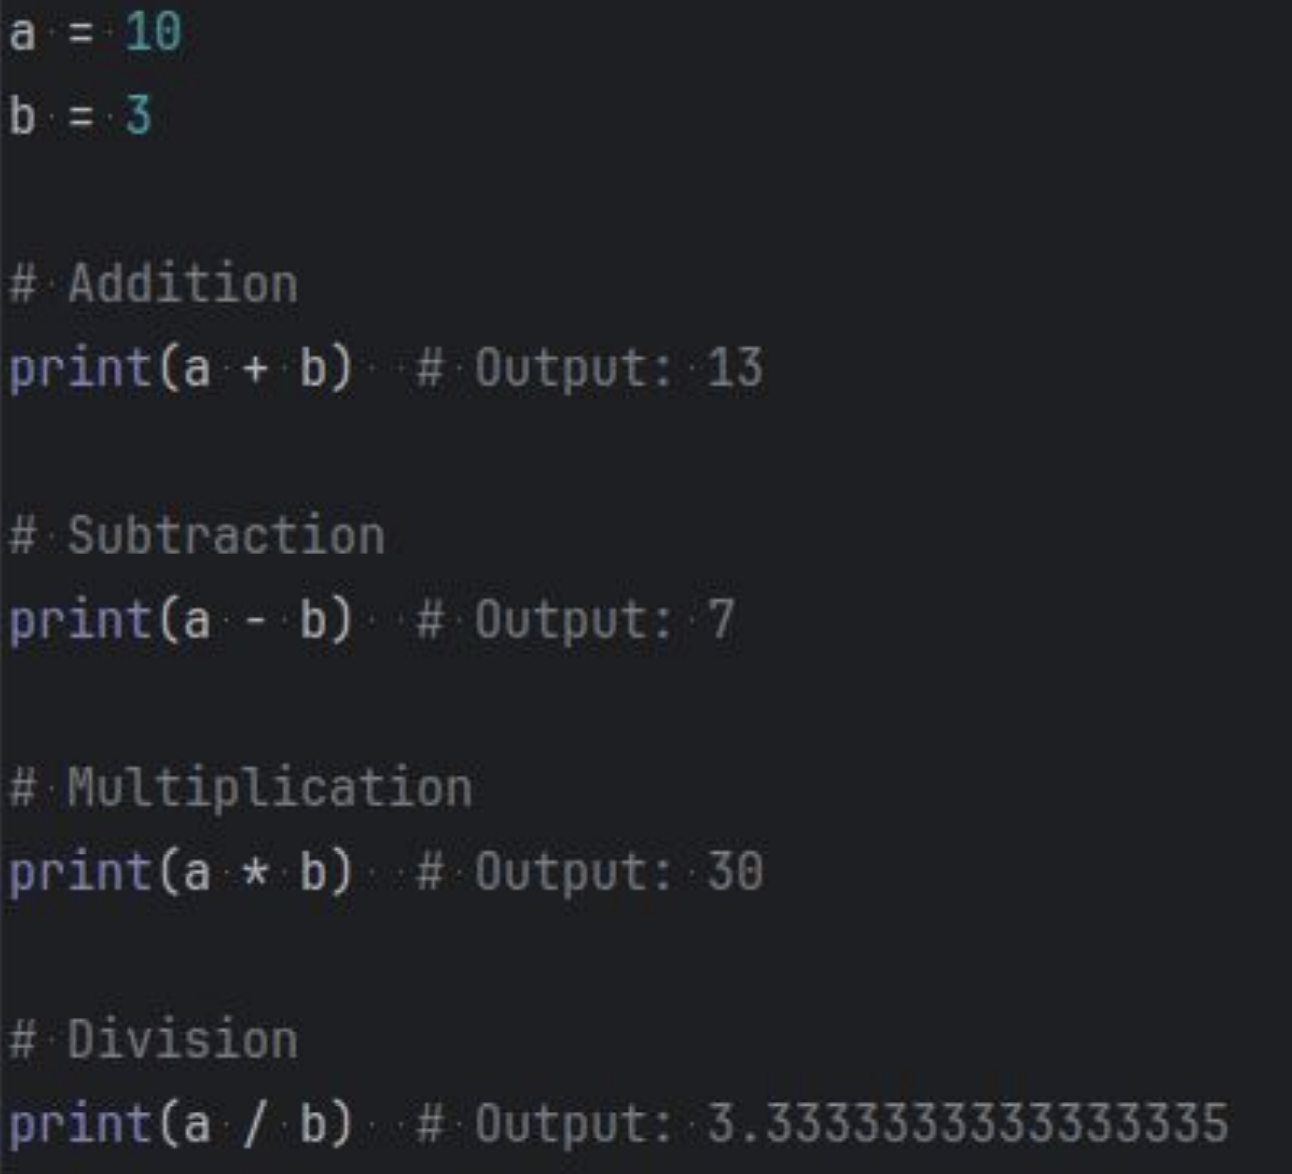 a = 10
b = 3
# Addition
print(a + b)  # Output: 13
# Subtraction
print(a - b)  # Output: 7
# Multiplication
print(a * b)  # Output: 30
# Division
print(a / b)  # Output: 3.3333333333333335